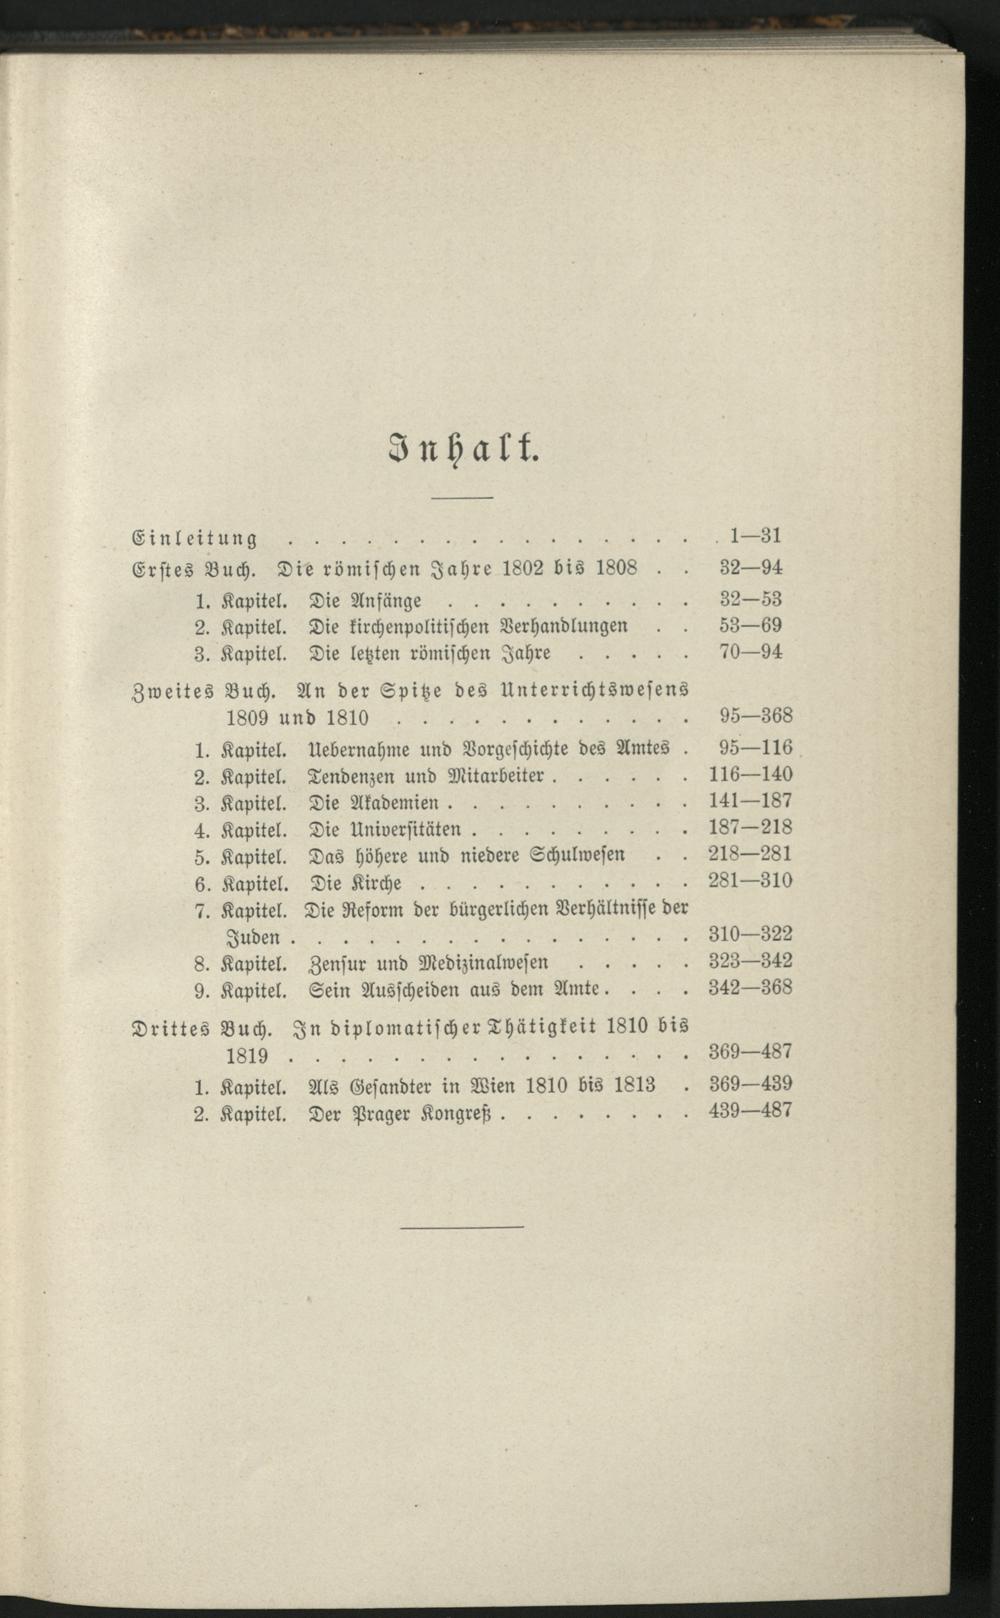 Inhalt.
Einleitung . . . . . . . . . . . . . . . . . 1—31
Erstes Buch. Die römischen Jahre 1802 bis 1808 . . 32—94
1. Kapitel. Die Anfänge . . . . . . . . . . 32—53
2. Kapitel. Die kirchenpolitischen Verhandlungen . . 53—69
3. Kapitel. Die letzten römischen Jahre . . . . . 70—94
Zweites Buch. An der Spitze des Unterrichtswesens
1809 und 1810 . . . . . . . . . . . . 95—368
1. Kapitel. Uebernahme und Vorgeschichte des Amtes . 95—116
2. Kapitel. Tendenzen und Mitarbeiter . . . . . . 116—140
3. Kapitel. Die Akademien . . . . . . . . . . 141—187
4. Kapitel. Die Universitäten . . . . . . . . . 187—218
5. Kapitel. Das höhere und niedere Schulwesen . . 218—281
6. Kapitel. Die Kirche . . . . . . . . . . . 281—310
7. Kapitel. Die Reform der bürgerlichen Verhältnisse der
Juden . . . . . . . . . . . . . . . . 310—322
8. Kapitel. Zensur und Medizinalwesen . . . . . 323—342
9. Kapitel. Sein Ausscheiden aus dem Amte . . . . 342—368
Drittes Buch. In diplomatischer Thätigkeit 1810 bis
1819 . . . . . . . . . . . . . . . . 369—487
1. Kapitel. Als Gesandter in Wien 1810 bis 1813 . 369—439
2. Kapitel. Der Prager Kongreß . . . . . . . . 439—487